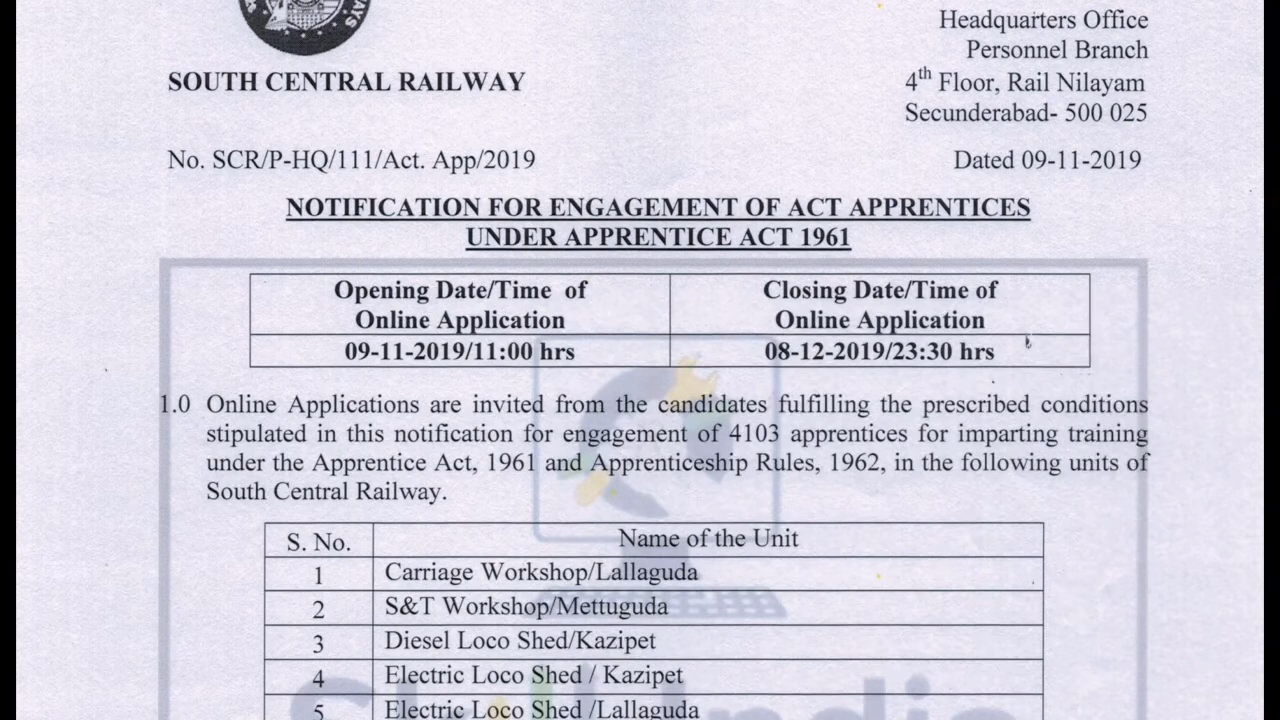 WAYS
Headquarters Office
Personnel Branch
SOUTH CENTRAL RAILWAY
4th Floor, Rail Nilayam
Secunderabad- 500 025
No. SCR/P-HQ/111/Act. App/2019
Dated 09-11-2019
NOTIFICATION FOR ENGAGEMENT OF ACT APPRENTICES
UNDER APPRENTICE ACT 1961
Opening Date/Time of
Online Application
Closing Date/Time of
Online Application
09-11-2019/11:00 hrs
08-12-2019/23:30 hrs
1.0 Online Applications are invited from the candidates fulfilling the prescribed conditions
stipulated in this notification for engagement of 4103 apprentices for imparting training
under the Apprentice Act, 1961 and Apprenticeship Rules, 1962, in the following units of
South Central Railway.
S. No. Name of the Unit
1 Carriage Workshop/Lallaguda
2 S&T Workshop/Mettuguda
3 Diesel Loco Shed/Kazipet
4 Electric Loco Shed / Kazipet
5 Electric Loco Shed /Lallaguda
Skill India